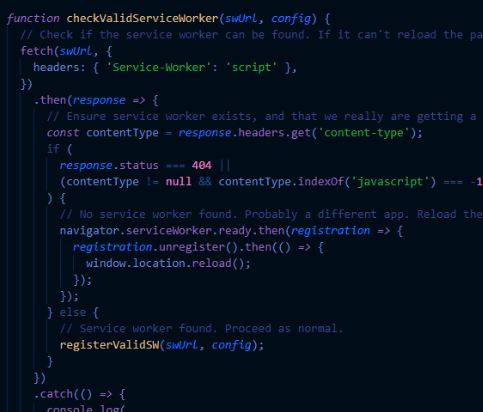 function checkValidServiceWorker(swUrl, config) {
// Check if the service worker can be found. If it can't reload the pa
fetch(swUrl, {
headers: { 'Service-Worker': 'script' },
})
.then(response => {
// Ensure service worker exists, and that we really are getting a
const contentType = response.headers.get('content-type');
if (
response.status === 404 ||
(contentType != null && contentType.indexOf('javascript') === -1
) {
// No service worker found. Probably a different app. Reload the
navigator.serviceWorker.ready.then(registration => {
registration.unregister().then(() => {
window.location.reload();
});
});
} else {
// Service worker found. Proceed as normal.
registerValidSW(swUrl, config);
}
})
.catch(() => {
console.log(